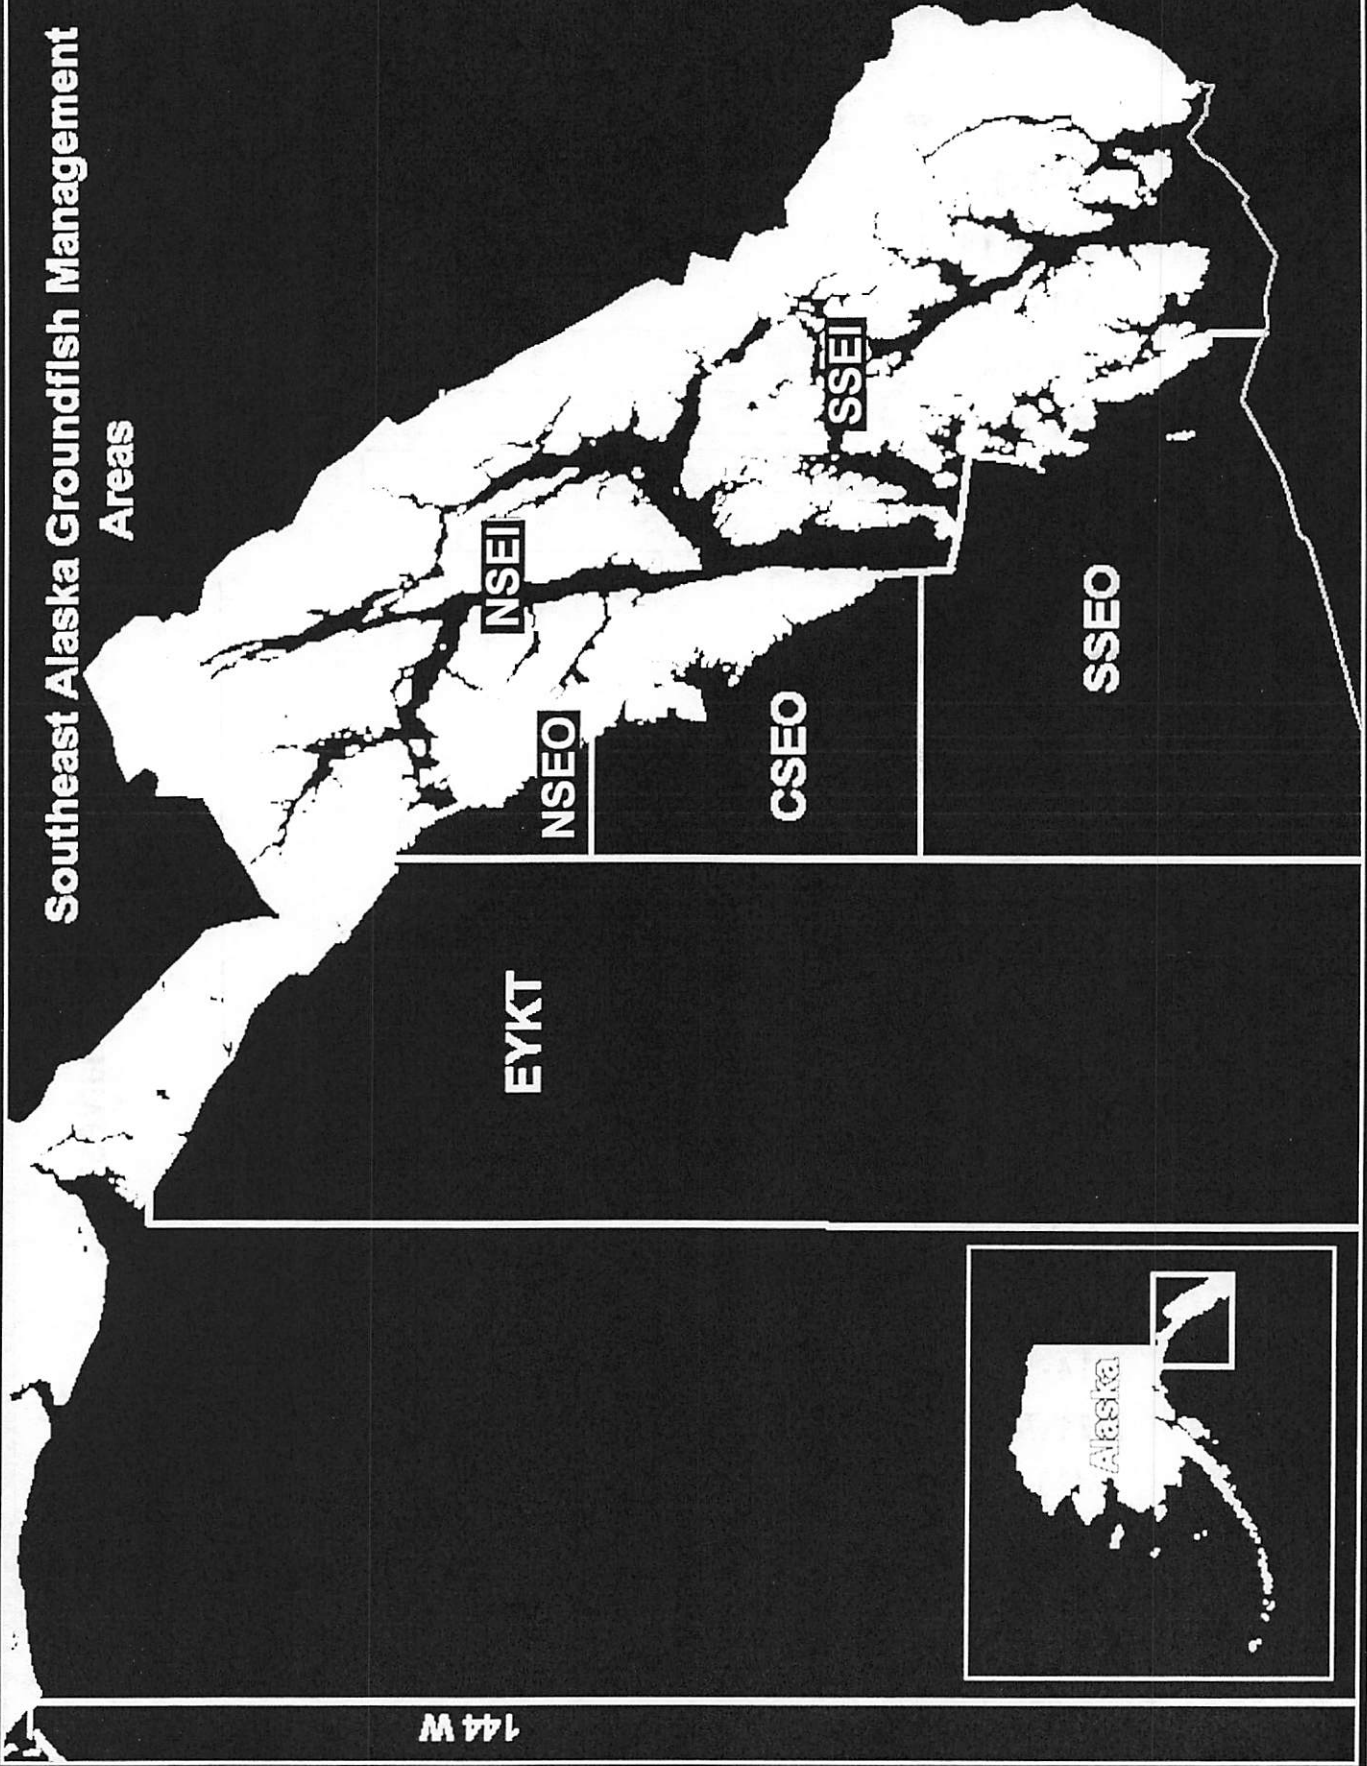 Southeast Alaska Groundfish Management
Areas
NSEI
SSEI
NSEO
CSEO
SSEO
EYKT
Alaska
144 W